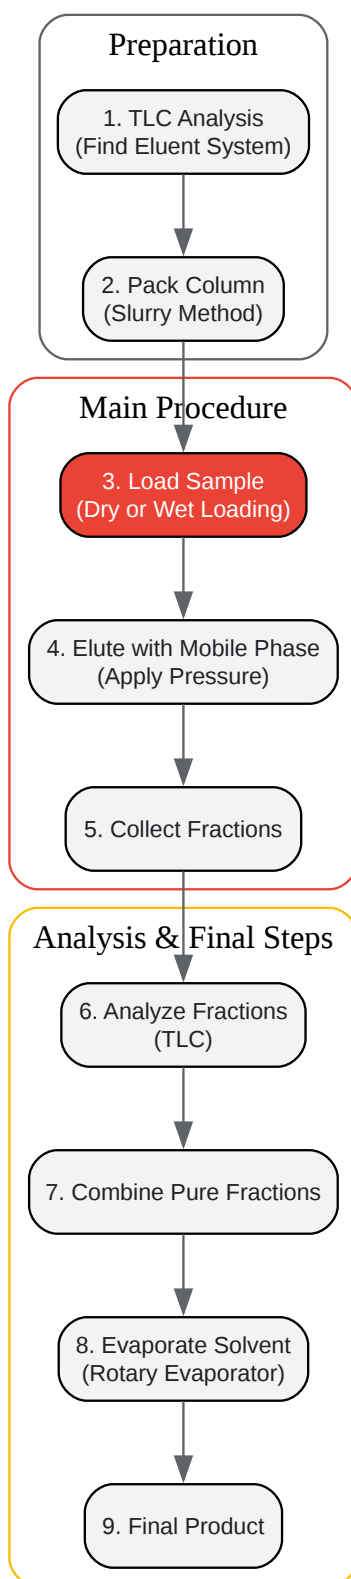 Preparation
1. TLC Analysis
(Find Eluent System)
2. Pack Column
(Slurry Method)
Main Procedure
3. Load Sample
(Dry or Wet Loading)
4. Elute with Mobile Phase
(Apply Pressure)
5. Collect Fractions
Analysis & Final Steps
6. Analyze Fractions
(TLC)
7. Combine Pure Fractions
8. Evaporate Solvent
(Rotary Evaporator)
9. Final Product